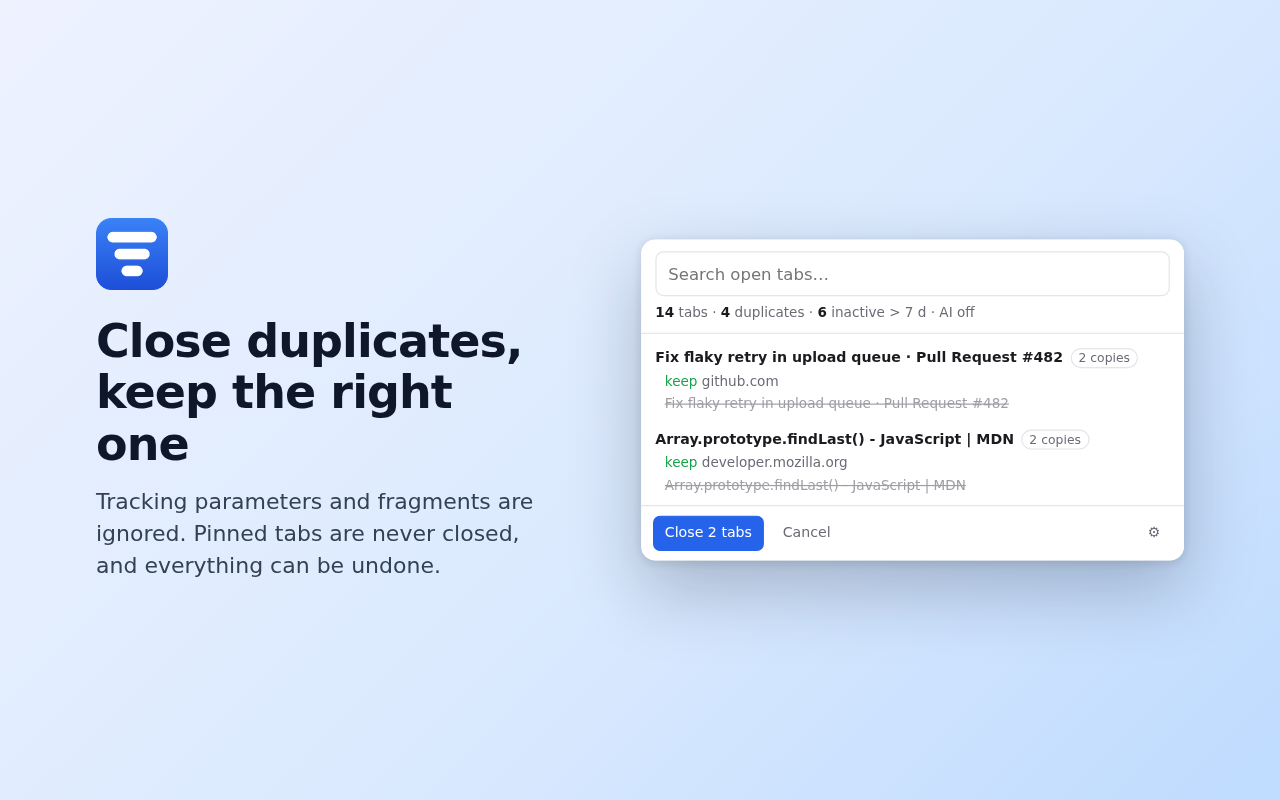 Close duplicates,
keep the right
one
Tracking parameters and fragments are
ignored. Pinned tabs are never closed,
and everything can be undone.
Search open tabs...
14 tabs · 4 duplicates · 6 inactive > 7 d · AI off
Fix flaky retry in upload queue · Pull Request #482 2 copies
keep github.com
Fix flaky retry in upload queue · Pull Request #482
Array.prototype.findLast() - JavaScript | MDN 2 copies
keep developer.mozilla.org
Array.prototype.findLast() - JavaScript | MDN
Close 2 tabs Cancel ⚙